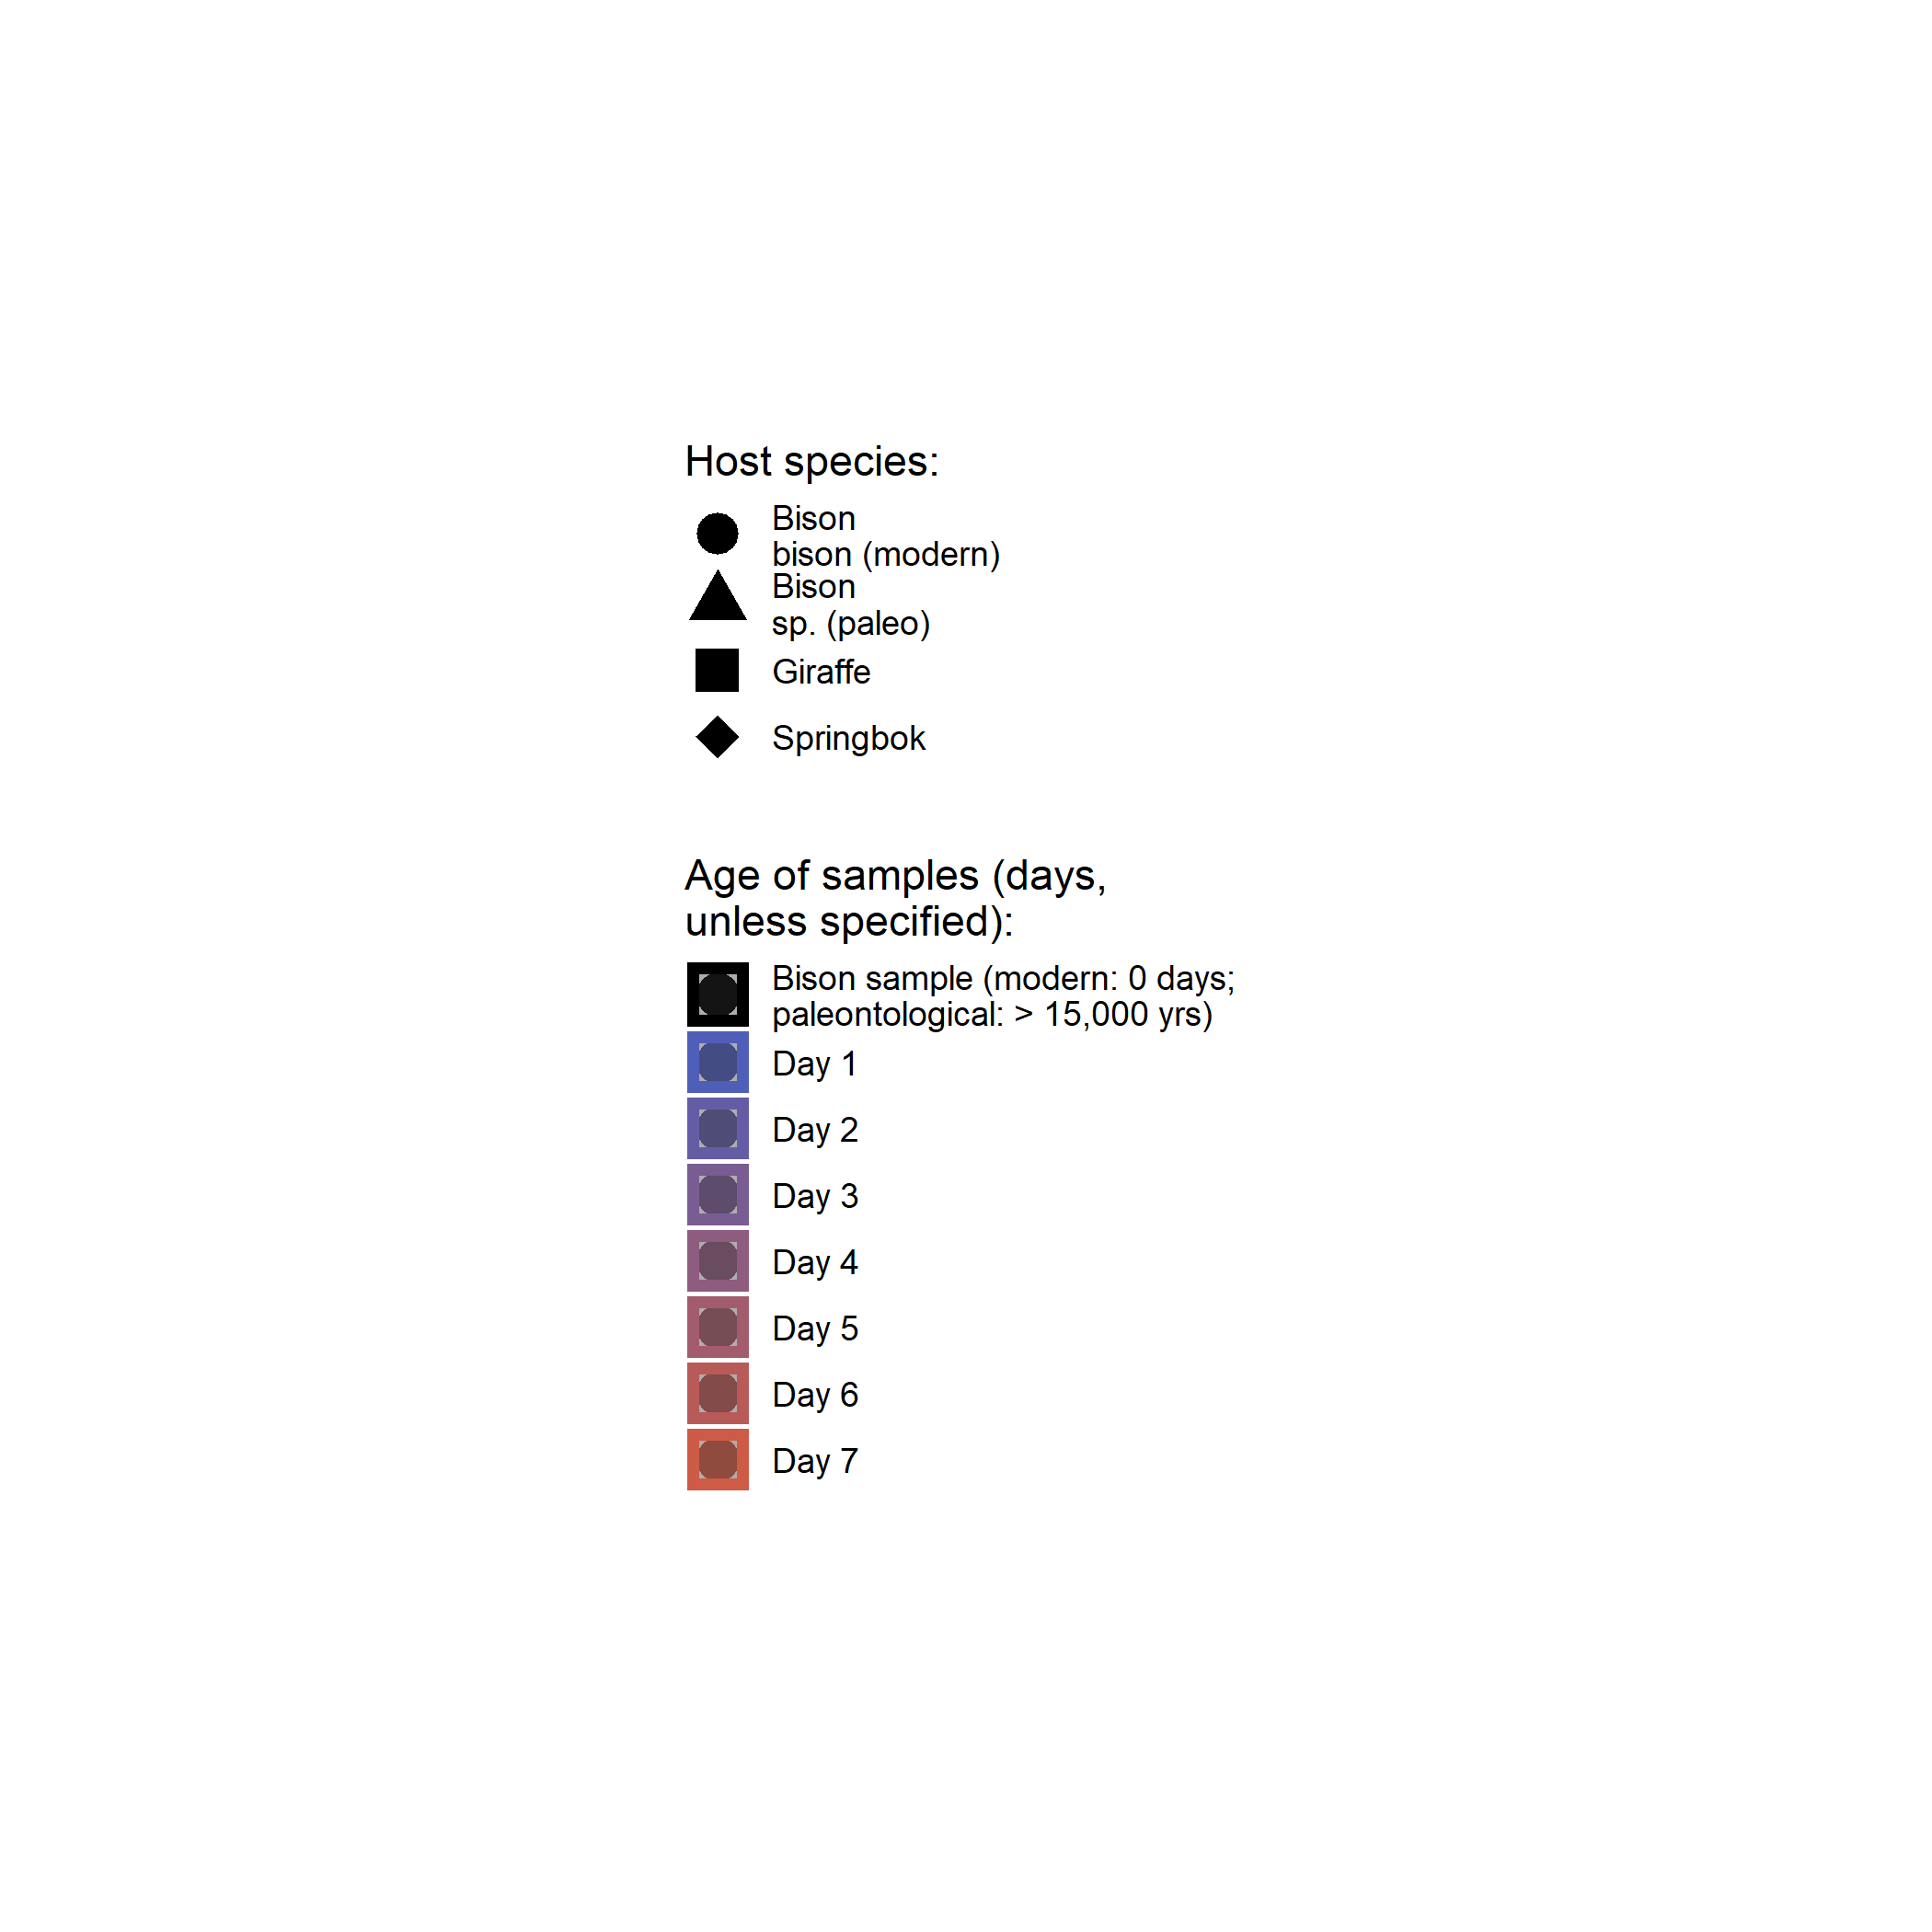 Host species:
Bison
bison (modern)
Bison
sp. (paleo)
Giraffe
Springbok
Age of samples (days,
unless specified):
Bison sample (modern: 0 days;
paleontological: > 15,000 yrs)
Day 1
Day 2
Day 3
Day 4
Day 5
Day 6
Day 7